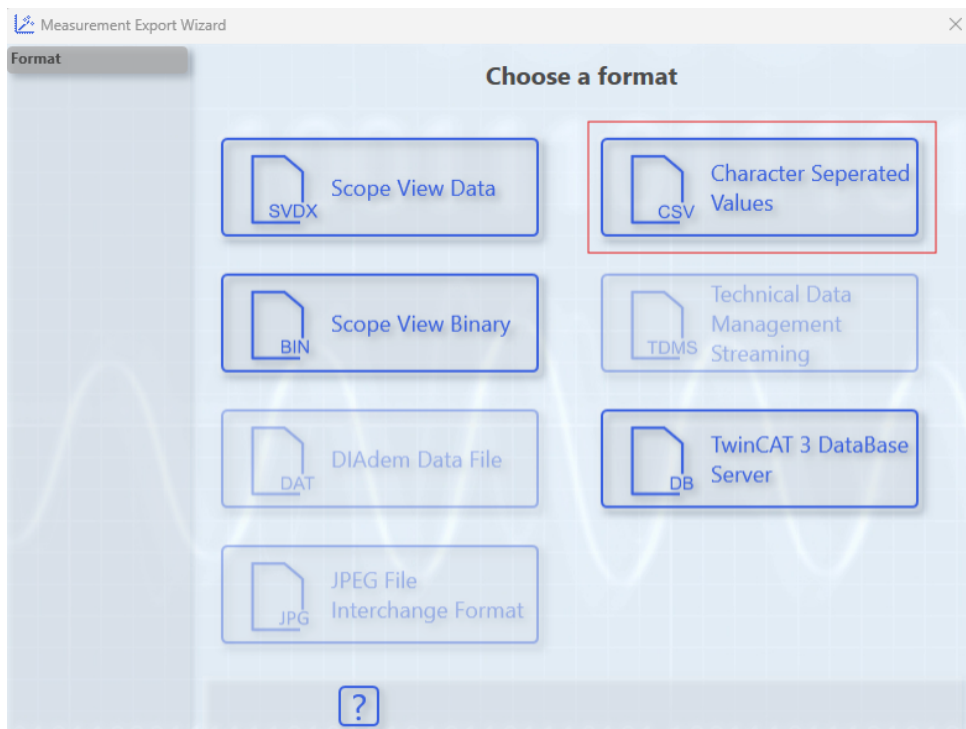 Measurement Export Wizard
Format
Choose a format
Scope View Data
SVDX
Character Seperated
Values
CSV
Scope View Binary
BIN
Technical Data
Management
Streaming
TDMS
DIAdem Data File
DAT
TwinCAT 3 DataBase
Server
DB
JPEG File
Interchange Format
JPG
?